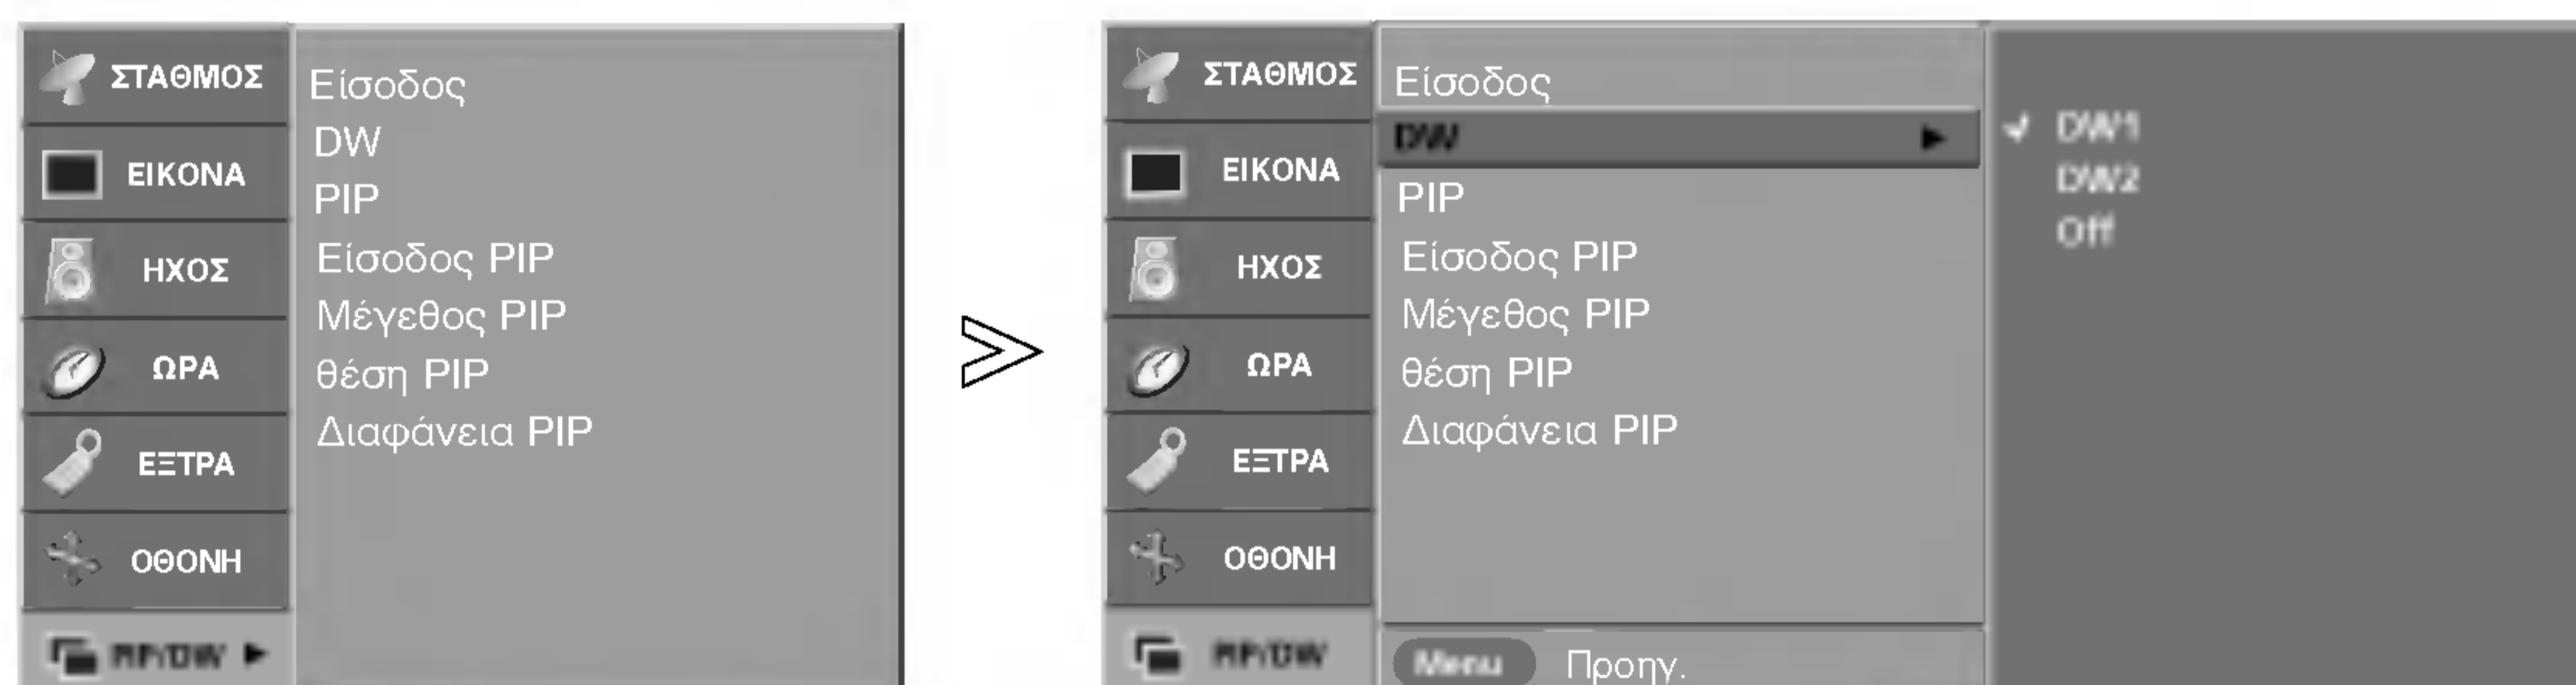 ΣΤΑΘΜΟΣ
ΕΙΚΟΝΑ
ΗΧΟΣ
ΩΡΑ
ΕΞΤΡΑ
ΟΘΟΝΗ
PIP/DW
Είσοδος
DW
PIP
Είσοδος PIP
Μέγεθος PIP
θέση PIP
Διαφάνεια PIP
ΣΤΑΘΜΟΣ
ΕΙΚΟΝΑ
ΗΧΟΣ
ΩΡΑ
ΕΞΤΡΑ
ΟΘΟΝΗ
PIP/DW
Είσοδος
DW
PIP
Είσοδος PIP
Μέγεθος PIP
θέση PIP
Διαφάνεια PIP
Menu Προηγ.
DW1
DW2
Off